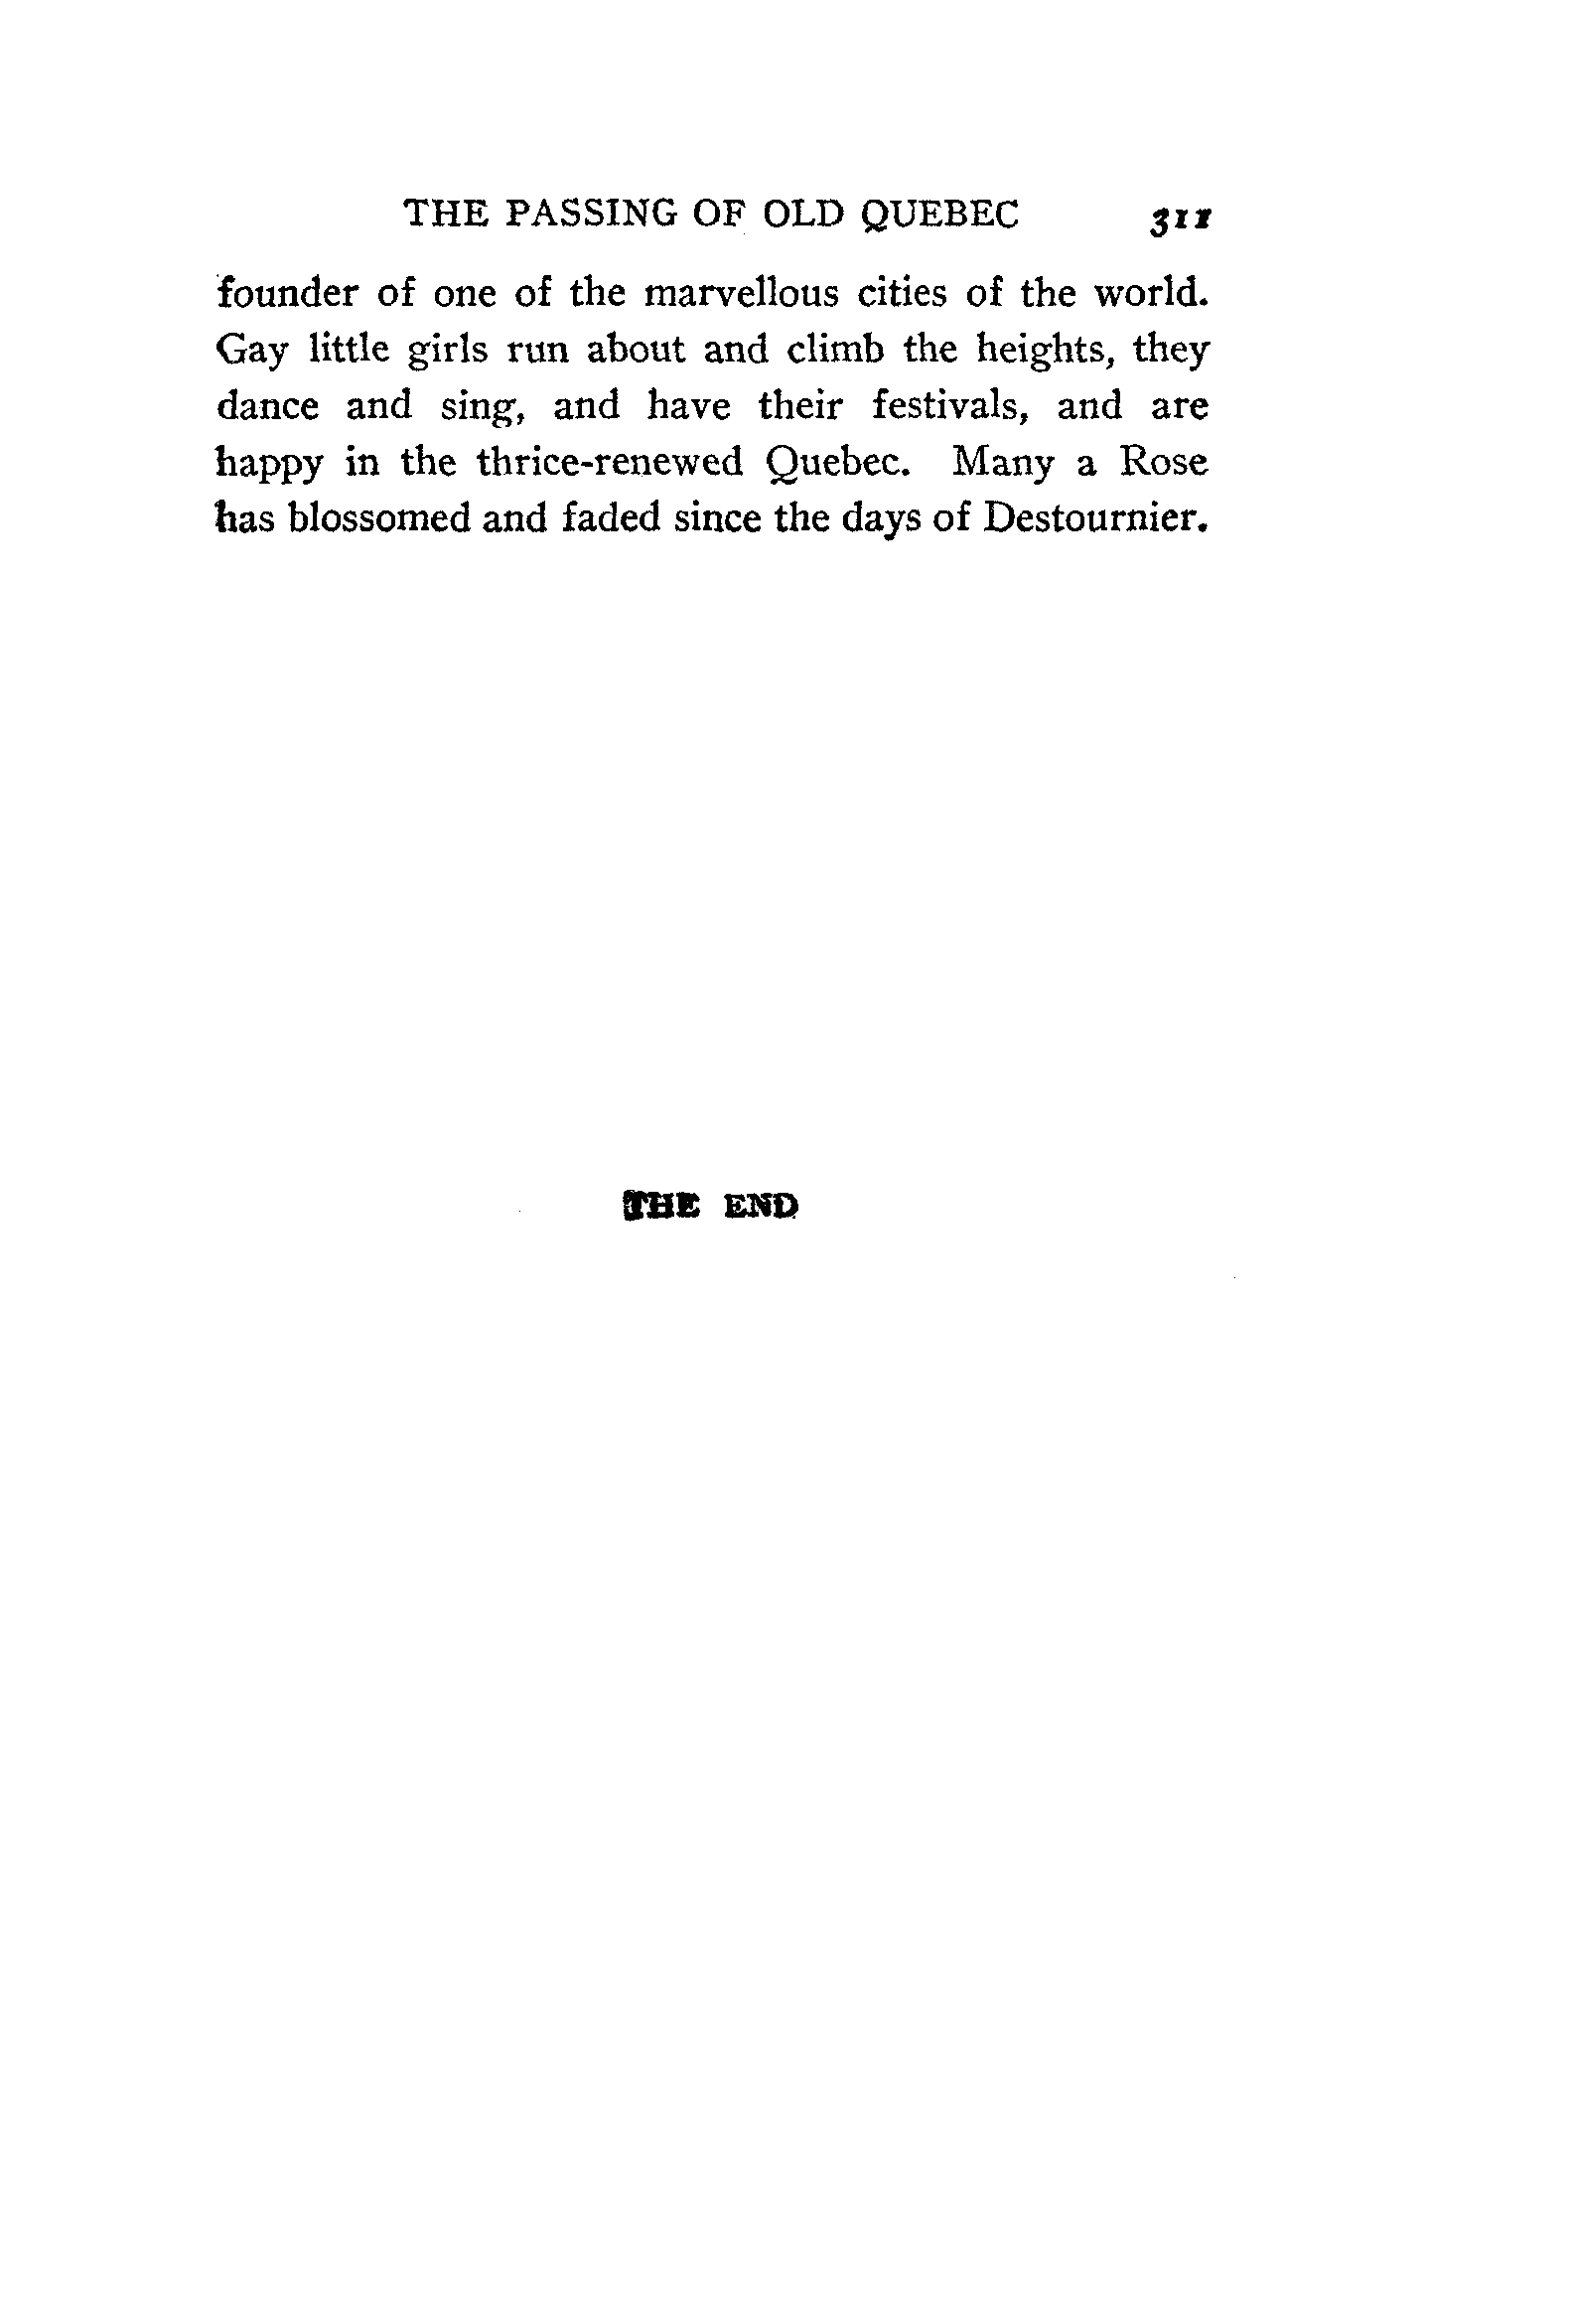 THE PASSING OF OLD QUEBEC 311
founder of one of the marvellous cities of the world.
Gay little girls run about and climb the heights, they
dance and sing, and have their festivals, and are
happy in the thrice-renewed Quebec. Many a Rose
has blossomed and faded since the days of Destournier.
THE END